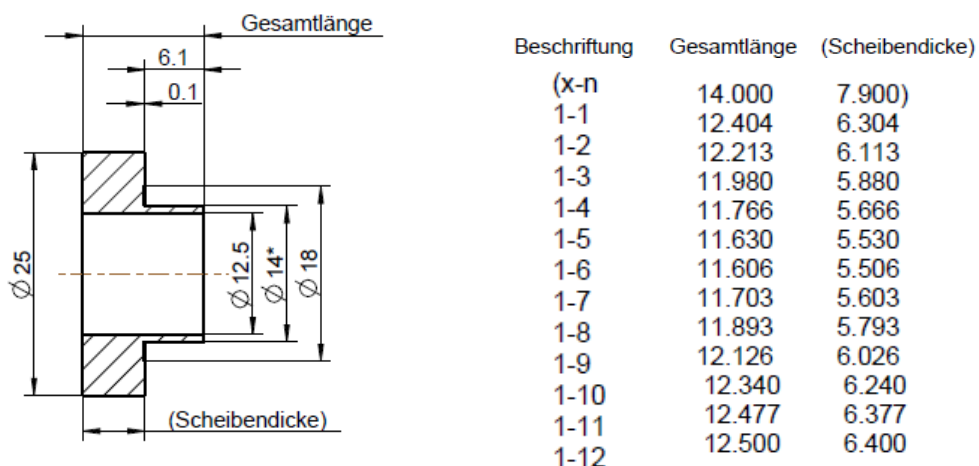 Gesamtlänge
6.1
0.1
Ø 25
Ø 12.5
Ø 14*
Ø 18
(Scheibendicke)
Beschriftung Gesamtlänge (Scheibendicke)
(x-n 14.000 7.900)
1-1 12.404 6.304
1-2 12.213 6.113
1-3 11.980 5.880
1-4 11.766 5.666
1-5 11.630 5.530
1-6 11.606 5.506
1-7 11.703 5.603
1-8 11.893 5.793
1-9 12.126 6.026
1-10 12.340 6.240
1-11 12.477 6.377
1-12 12.500 6.400